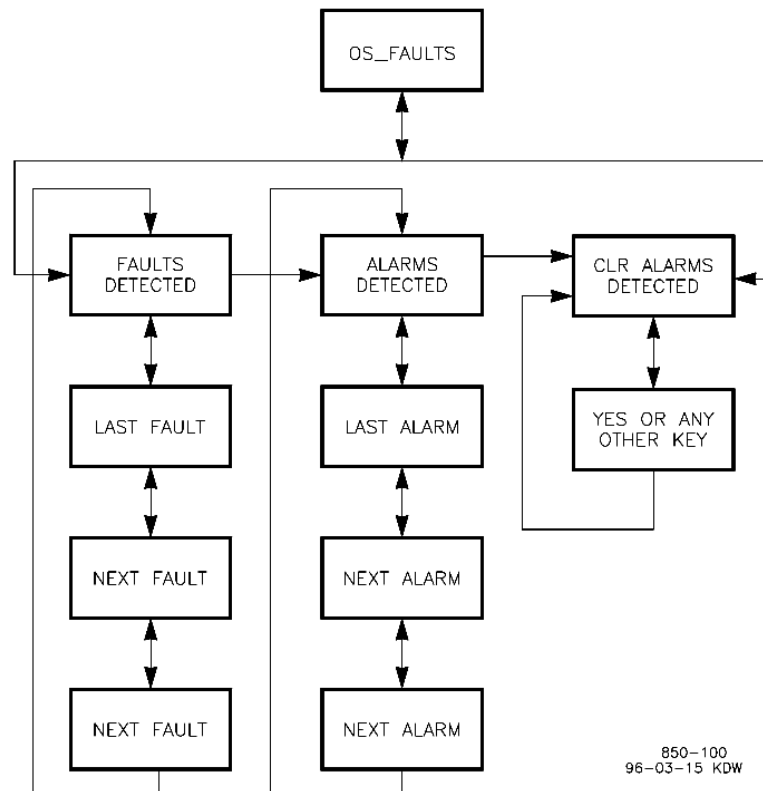 OS_FAULTS
FAULTS
DETECTED
ALARMS
DETECTED
CLR ALARMS
DETECTED
LAST FAULT
LAST ALARM
YES OR ANY
OTHER KEY
NEXT FAULT
NEXT ALARM
NEXT FAULT
NEXT ALARM
850-100
96-03-15 KDW